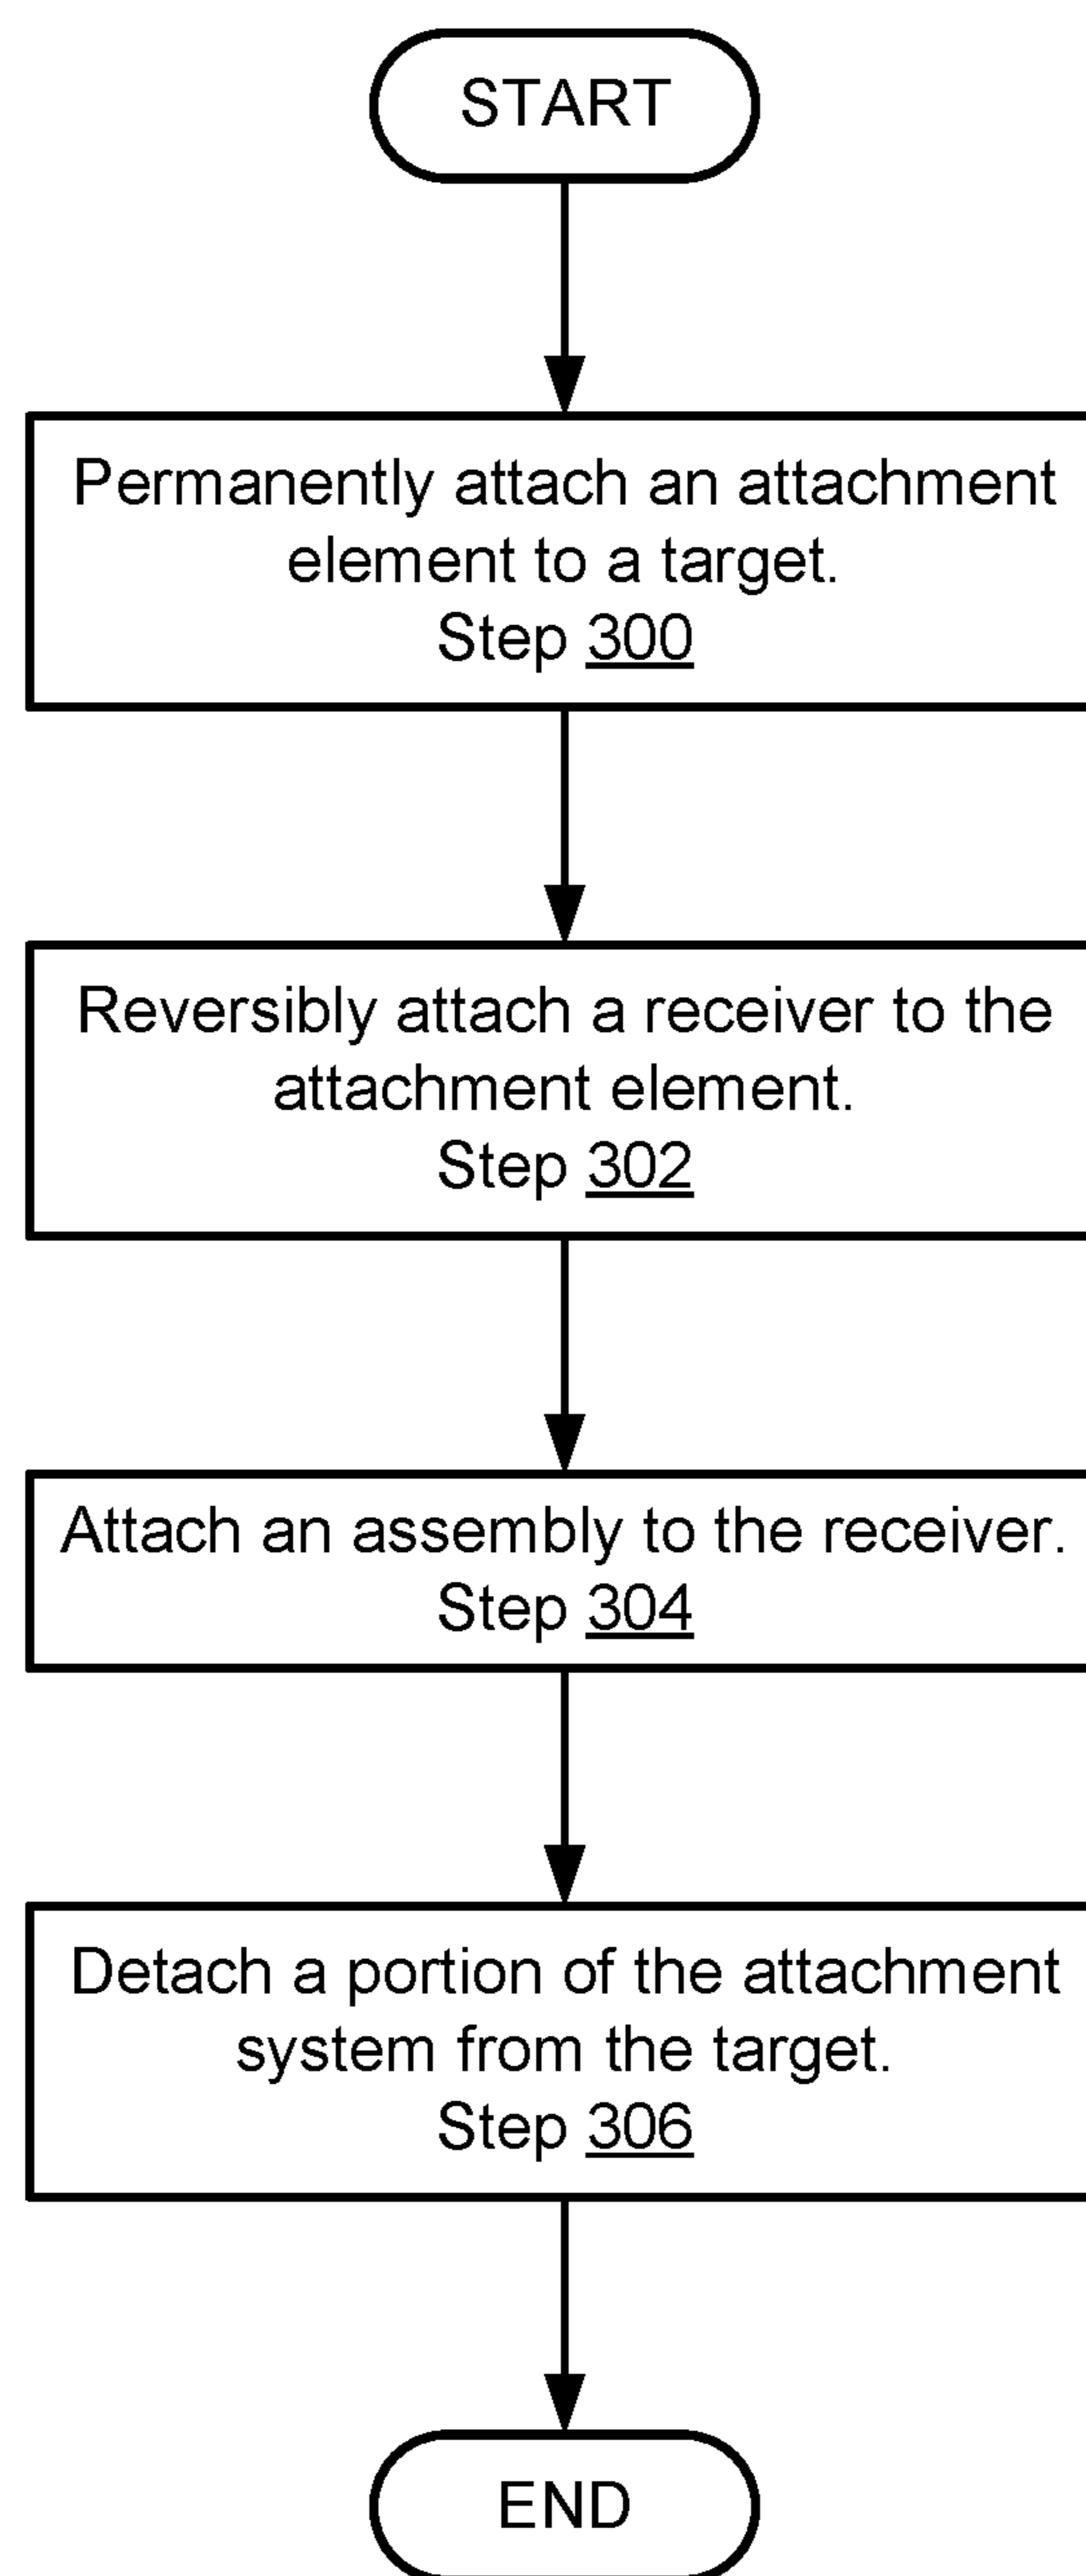 START
Permanently attach an attachment
element to a target.
Step 300
Reversibly attach a receiver to the
attachment element.
Step 302
Attach an assembly to the receiver.
Step 304
Detach a portion of the attachment
system from the target.
Step 306
END